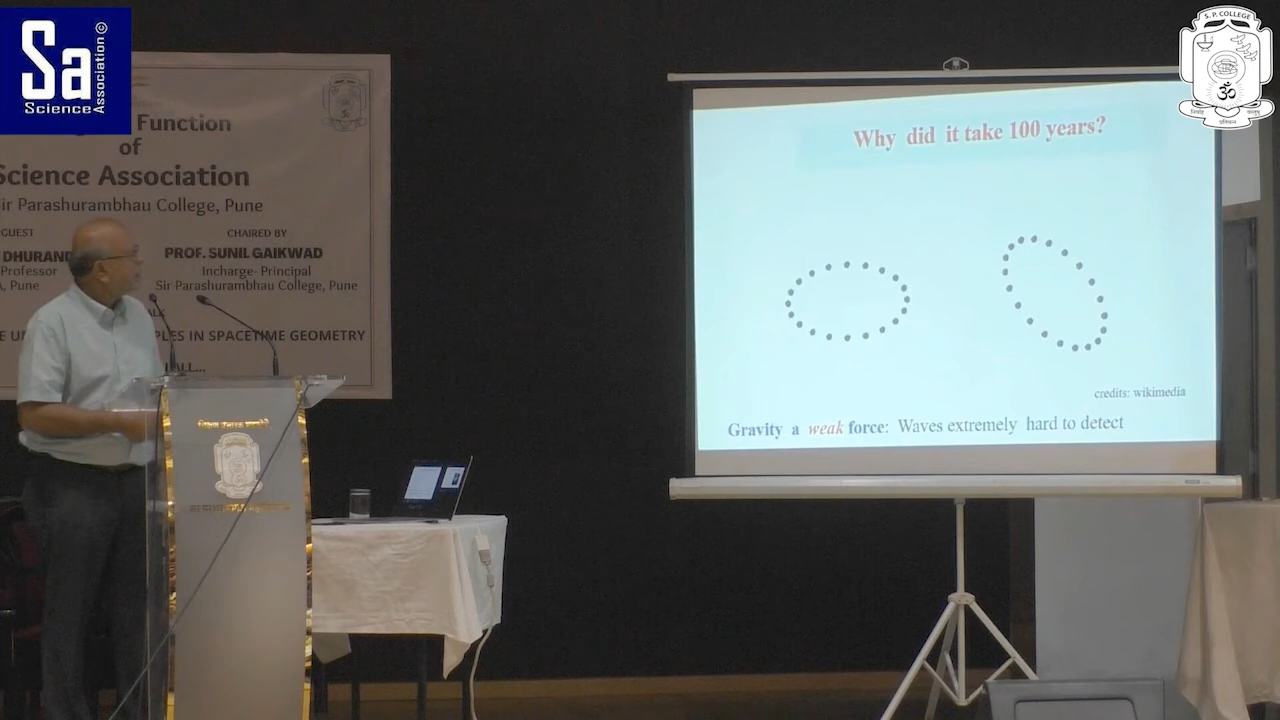 Sa
Science
Association©
S. P. COLLEGE
Function
of
Science Association
Sir Parashurambhau College, Pune
GUEST
DHURAND
Professor
A, Pune
CHAIRED BY
PROF. SUNIL GAIKWAD
Incharge- Principal
Sir Parashurambhau College, Pune
PLES IN SPACETIME GEOMETRY
Why did it take 100 years?
credits: wikimedia
Gravity a weak force: Waves extremely hard to detect